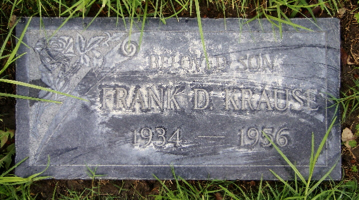 BELOVED SON
FRANK D. KRAUSE
1934 — 1956